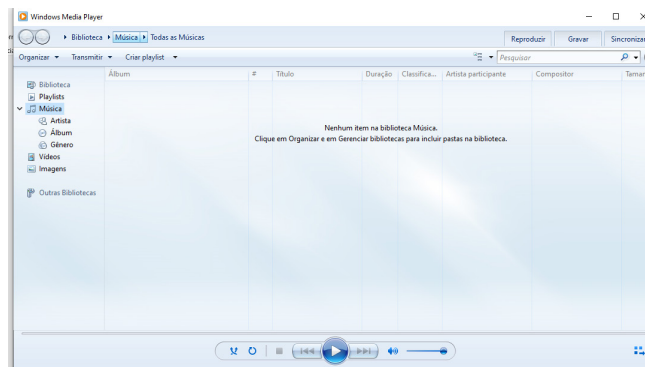 Windows Media Player
Biblioteca Música Todas as Músicas
Reproduzir Gravar Sincronizar
Organizar Transmitir Criar playlist
Pesquisar
Álbum # Título Duração Classifica... Artista participante Compositor Taman
Biblioteca
Playlists
Música
Artista
Álbum
Gênero
Vídeos
Imagens
Outras Bibliotecas
Nenhum item na biblioteca Música.
Clique em Organizar e em Gerenciar bibliotecas para incluir pastas na biblioteca.